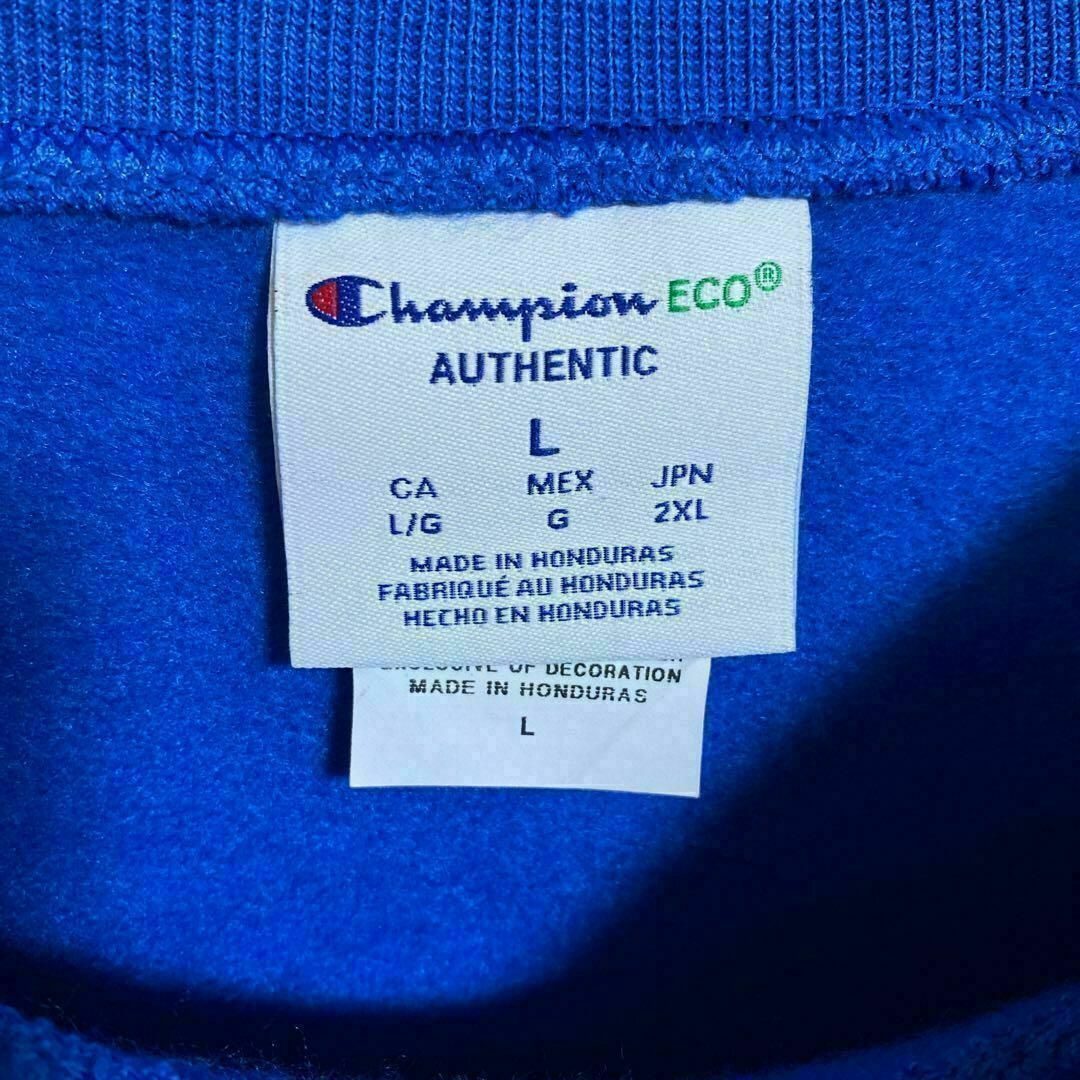 Champion ECO®
AUTHENTIC
L
CA MEX JPN
L/G G 2XL
MADE IN HONDURAS
FABRIQUÉ AU HONDURAS
HECHO EN HONDURAS
OF DECORATION
MADE IN HONDURAS
L